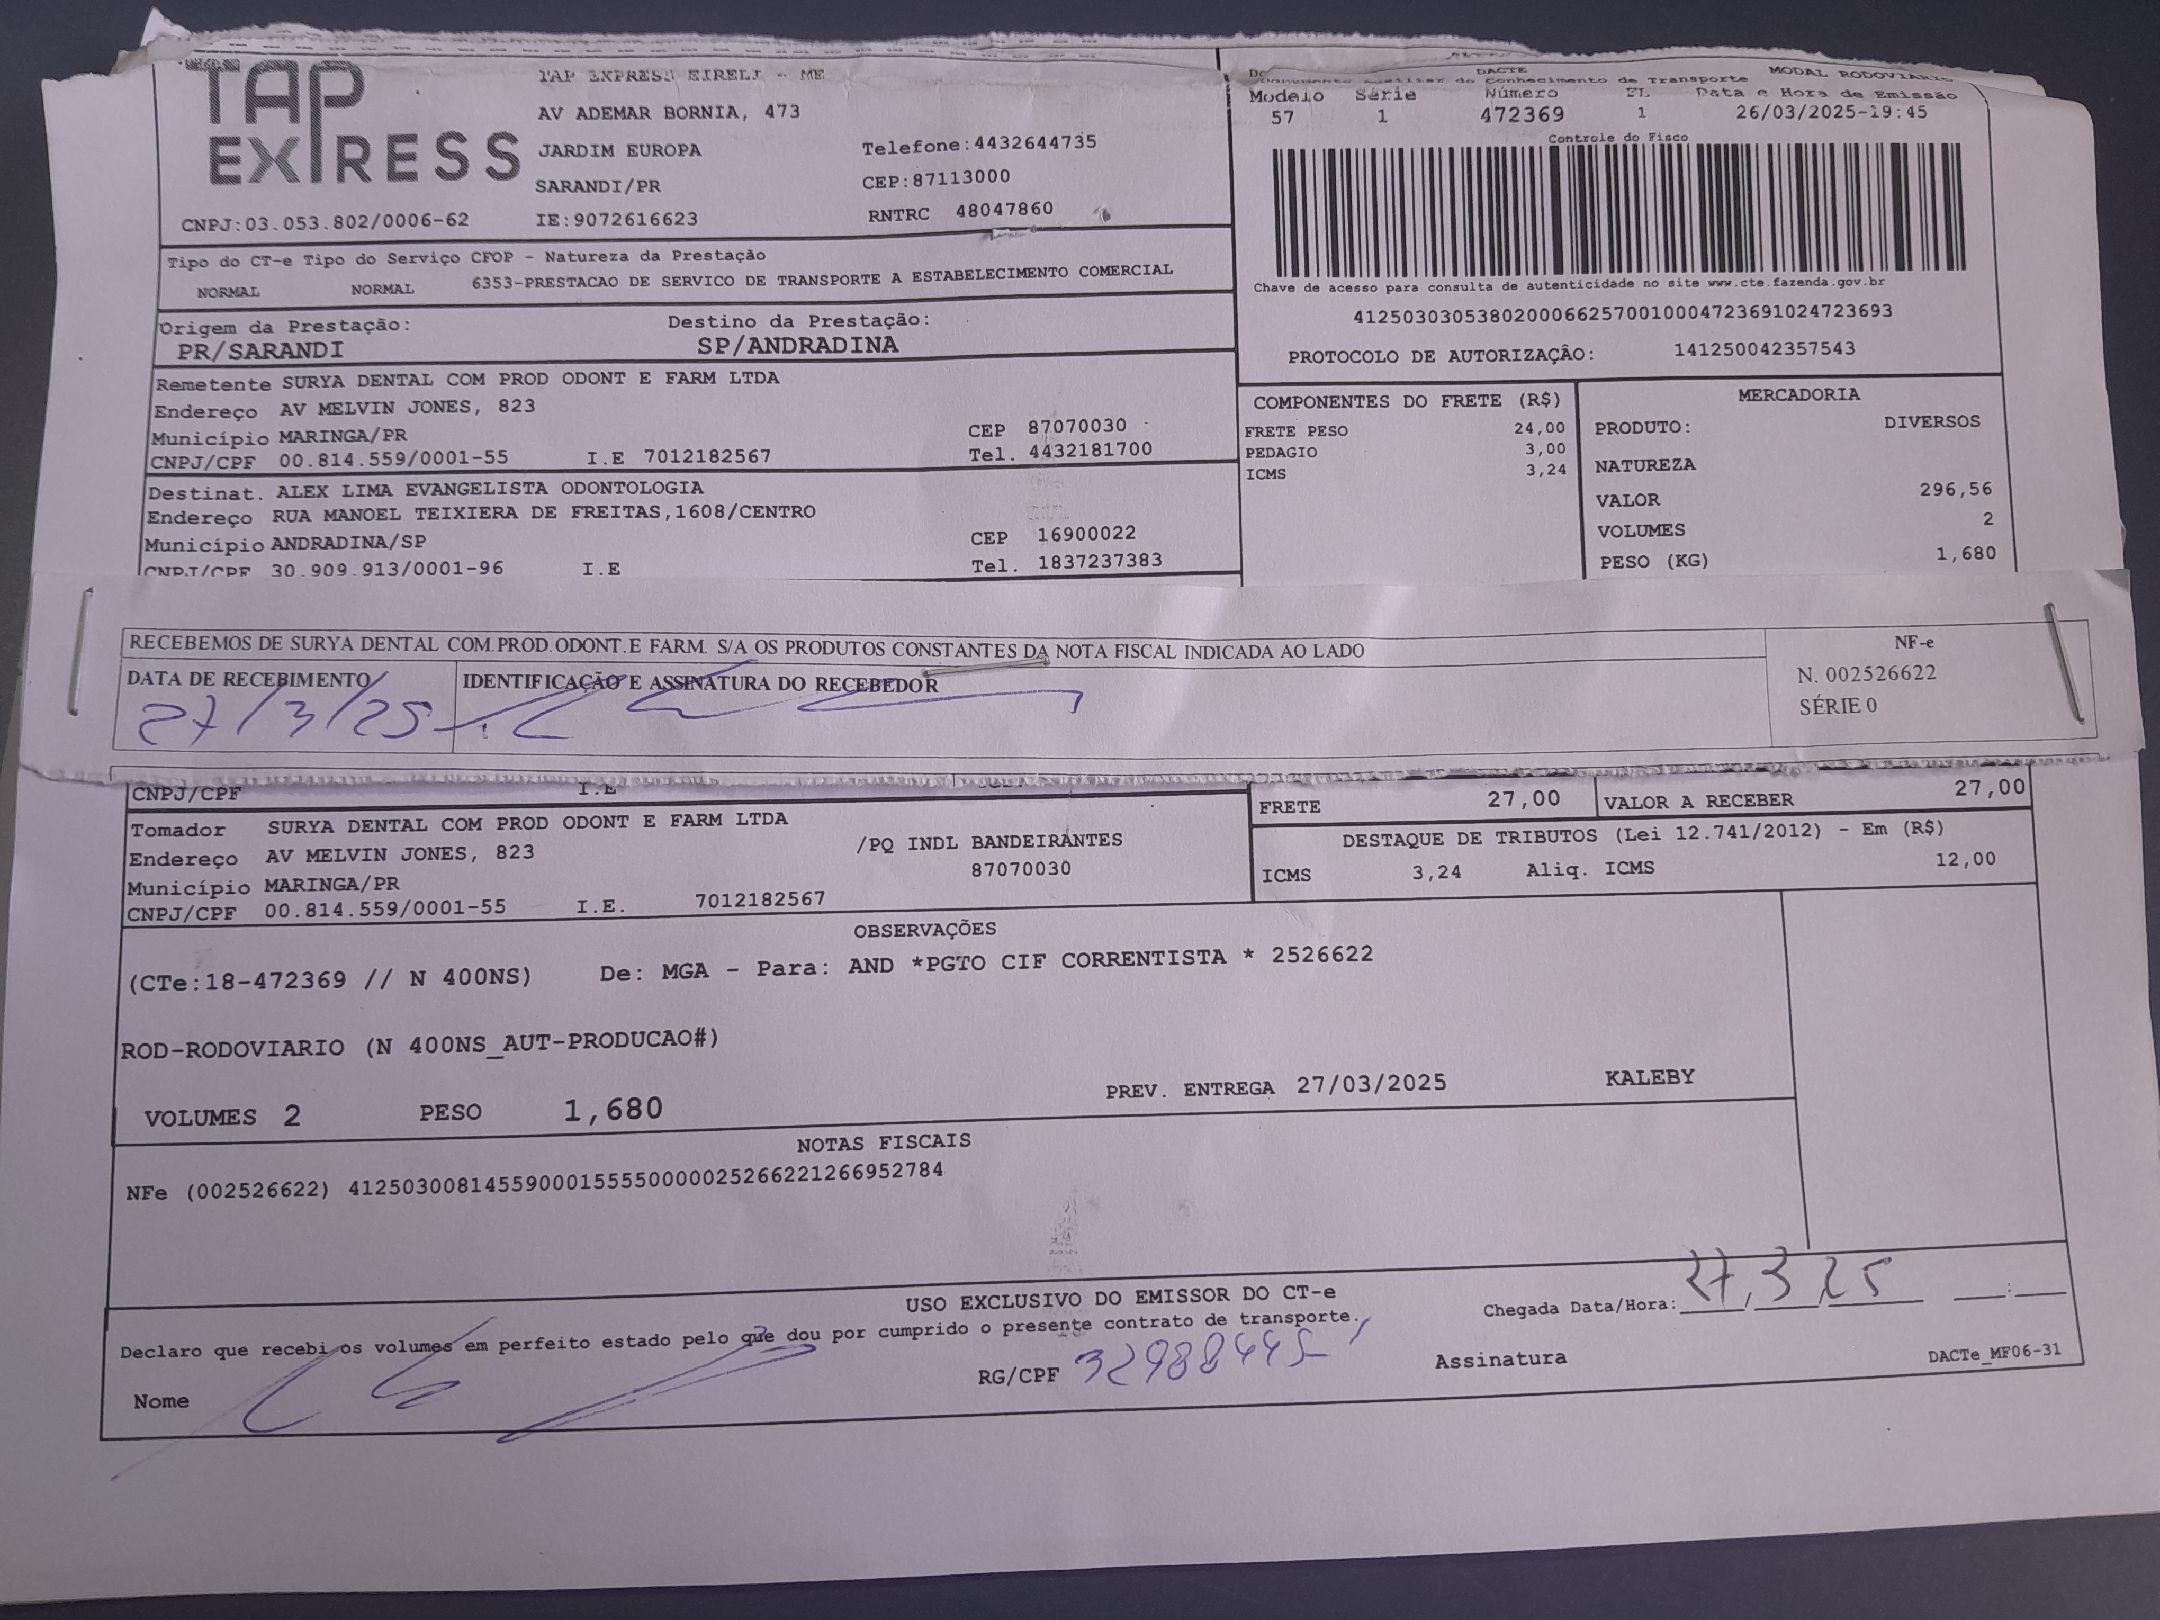 TAP EXPRESS
TAP EXPRESS EIRELI - ME
AV ADEMAR BORNIA, 473
JARDIM EUROPA
Telefone:4432644735
SARANDI/PR
CEP:87113000
CNPJ:03.053.802/0006-62
IE:9072616623
RNTRC 48047860
DACTE
Conhecimento de Transporte
MODAL RODOVIARIO
Modelo Série Número FL Data e Hora de Emissão
57 1 472369 1 26/03/2025-19:45
Controle do Fisco
Chave de acesso para consulta de autenticidade no site www.cte.fazenda.gov.br
41250303053802000662570010004723691024723693
PROTOCOLO DE AUTORIZAÇÃO: 141250042357543
Tipo do CT-e Tipo do Serviço CFOP - Natureza da Prestação
NORMAL NORMAL 6353-PRESTACAO DE SERVICO DE TRANSPORTE A ESTABELECIMENTO COMERCIAL
Origem da Prestação: Destino da Prestação:
PR/SARANDI SP/ANDRADINA
Remetente SURYA DENTAL COM PROD ODONT E FARM LTDA
Endereço AV MELVIN JONES, 823
Município MARINGA/PR CEP 87070030
CNPJ/CPF 00.814.559/0001-55 I.E 7012182567 Tel. 4432181700
Destinat. ALEX LIMA EVANGELISTA ODONTOLOGIA
Endereço RUA MANOEL TEIXIERA DE FREITAS,1608/CENTRO
Município ANDRADINA/SP CEP 16900022
CNPJ/CPF 30.909.913/0001-96 I.E Tel. 1837237383
COMPONENTES DO FRETE (R$)
FRETE PESO 24,00
PEDAGIO 3,00
ICMS 3,24
MERCADORIA
PRODUTO: DIVERSOS
NATUREZA
VALOR 296,56
VOLUMES 2
PESO (KG) 1,680
RECEBEMOS DE SURYA DENTAL COM.PROD.ODONT.E FARM. S/A OS PRODUTOS CONSTANTES DA NOTA FISCAL INDICADA AO LADO
DATA DE RECEBIMENTO
27/3/25
IDENTIFICAÇÃO E ASSINATURA DO RECEBEDOR
NF-e
N. 002526622
SÉRIE 0
CNPJ/CPF I.E
FRETE 27,00 VALOR A RECEBER 27,00
Tomador SURYA DENTAL COM PROD ODONT E FARM LTDA
Endereço AV MELVIN JONES, 823 /PQ INDL BANDEIRANTES
Município MARINGA/PR 87070030
CNPJ/CPF 00.814.559/0001-55 I.E. 7012182567
DESTAQUE DE TRIBUTOS (Lei 12.741/2012) - Em (R$)
ICMS 3,24 Aliq. ICMS 12,00
OBSERVAÇÕES
(CTe:18-472369 // N 400NS) De: MGA - Para: AND *PGTO CIF CORRENTISTA * 2526622
ROD-RODOVIARIO (N 400NS_AUT-PRODUCAO#)
VOLUMES 2 PESO 1,680 PREV. ENTREGA 27/03/2025 KALEBY
NOTAS FISCAIS
NFe (002526622) 41250300814559000155550000025266221266952784
USO EXCLUSIVO DO EMISSOR DO CT-e
Declaro que recebi os volumes em perfeito estado pelo que dou por cumprido o presente contrato de transporte.
Chegada Data/Hora: 27/3/25 :
Nome RG/CPF 32988445 Assinatura DACTe_MF06-31